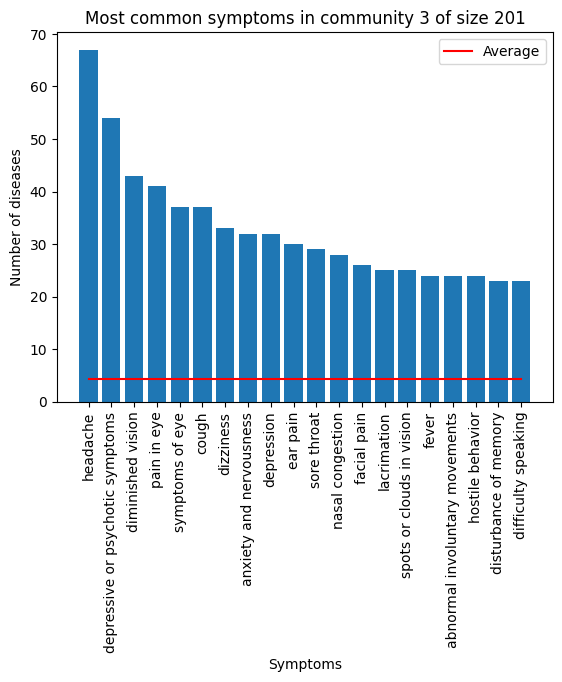 Most common symptoms in community 3 of size 201
Average
Number of diseases
70
60
50
40
30
20
10
0
headache
depressive or psychotic symptoms
diminished vision
pain in eye
symptoms of eye
cough
dizziness
anxiety and nervousness
depression
ear pain
sore throat
nasal congestion
facial pain
lacrimation
spots or clouds in vision
fever
abnormal involuntary movements
hostile behavior
disturbance of memory
difficulty speaking
Symptoms